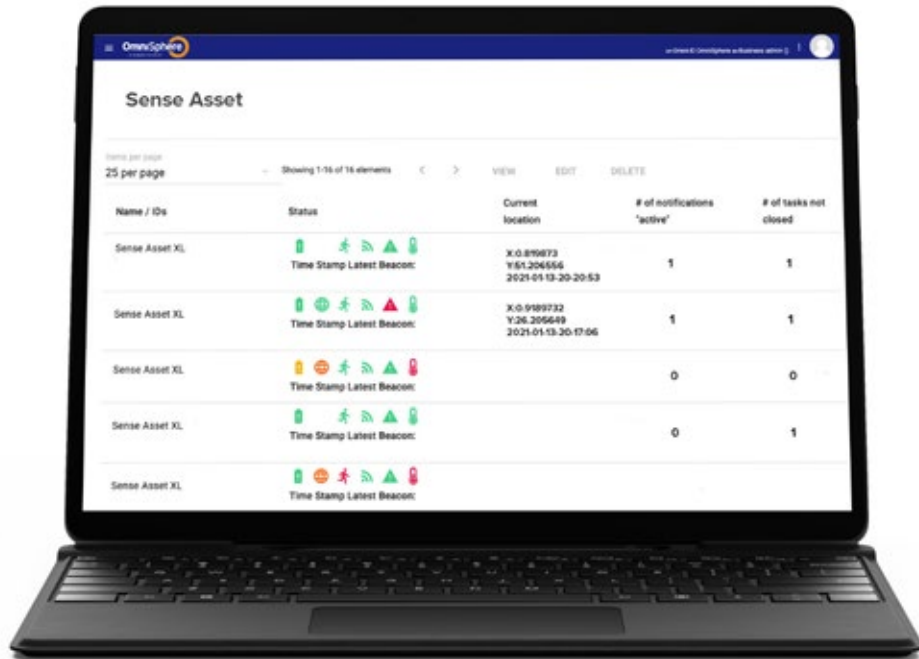 OmniSphere
Sense Asset
Items per page
25 per page
Showing 1-16 of 16 elements
VIEW EDIT DELETE
Name / IDs Status Current location # of notifications "active" # of tasks not closed
Sense Asset XL
Time Stamp Latest Beacon:
X:0.819873
Y:51.206556
2021-01-13-20-20:53
1 1
Sense Asset XL
Time Stamp Latest Beacon:
X:0.9189732
Y:26.205649
2021-01-13-20-17:06
1 1
Sense Asset XL
Time Stamp Latest Beacon:
0 0
Sense Asset XL
Time Stamp Latest Beacon:
0 1
Sense Asset XL
Time Stamp Latest Beacon: